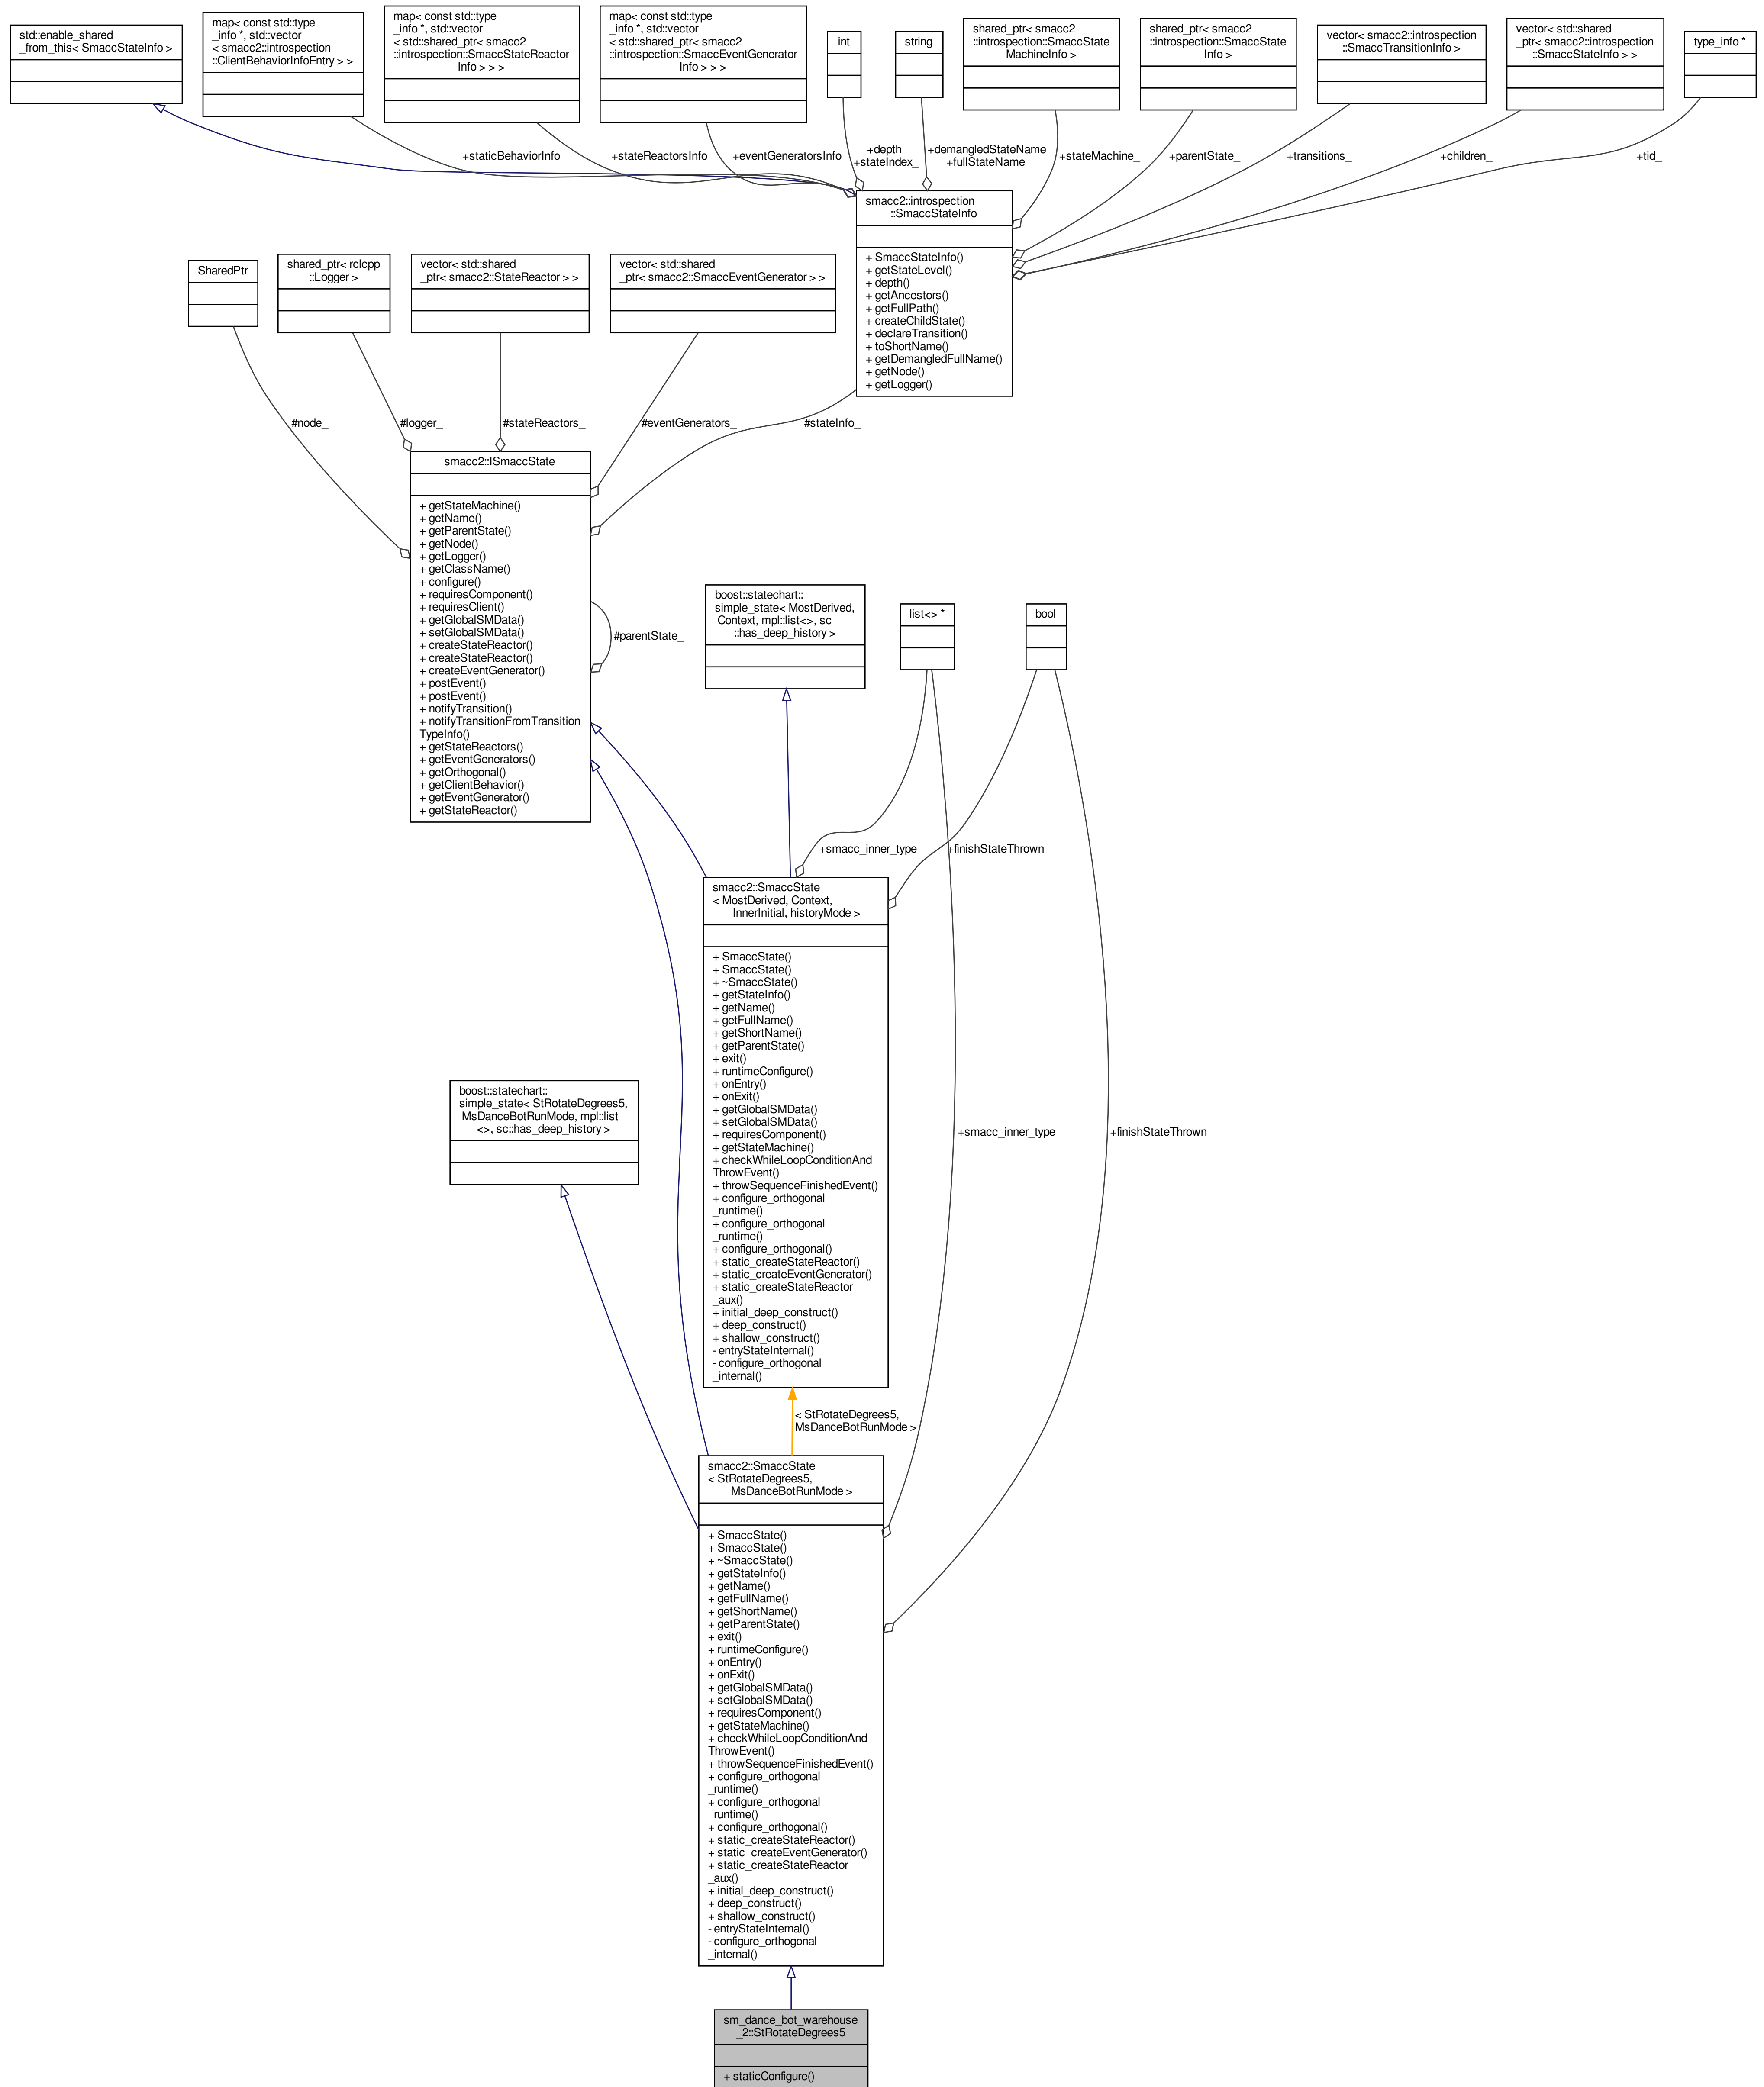 std::enable_shared
_from_this< SmaccStateInfo >
map< const std::type
_info *, std::vector
< smacc2::introspection
::ClientBehaviorInfoEntry > >
map< const std::type
_info *, std::vector
< std::shared_ptr< smacc2
::introspection::SmaccStateReactor
Info > > >
map< const std::type
_info *, std::vector
< std::shared_ptr< smacc2
::introspection::SmaccEventGenerator
Info > > >
int
string
shared_ptr< smacc2
::introspection::SmaccState
MachineInfo >
shared_ptr< smacc2
::introspection::SmaccState
Info >
vector< smacc2::introspection
::SmaccTransitionInfo >
vector< std::shared
_ptr< smacc2::introspection
::SmaccStateInfo > >
type_info *
+staticBehaviorInfo
+stateReactorsInfo
+eventGeneratorsInfo
+depth_
+stateIndex_
+demangledStateName
+fullStateName
+stateMachine_
+parentState_
+transitions_
+children_
+tid_
smacc2::introspection
::SmaccStateInfo
+ SmaccStateInfo()
+ getStateLevel()
+ depth()
+ getAncestors()
+ getFullPath()
+ createChildState()
+ declareTransition()
+ toShortName()
+ getDemangledFullName()
+ getNode()
+ getLogger()
SharedPtr
shared_ptr< rclcpp
::Logger >
vector< std::shared
_ptr< smacc2::StateReactor > >
vector< std::shared
_ptr< smacc2::SmaccEventGenerator > >
#node_
#logger_
#stateReactors_
#eventGenerators_
#stateInfo_
smacc2::ISmaccState
+ getStateMachine()
+ getName()
+ getParentState()
+ getNode()
+ getLogger()
+ getClassName()
+ configure()
+ requiresComponent()
+ requiresClient()
+ getGlobalSMData()
+ setGlobalSMData()
+ createStateReactor()
+ createStateReactor()
+ createEventGenerator()
+ postEvent()
+ postEvent()
+ notifyTransition()
+ notifyTransitionFromTransition
TypeInfo()
+ getStateReactors()
+ getEventGenerators()
+ getOrthogonal()
+ getClientBehavior()
+ getEventGenerator()
+ getStateReactor()
#parentState_
boost::statechart::
simple_state< MostDerived,
Context, mpl::list<>, sc
::has_deep_history >
list<> *
bool
+smacc_inner_type
+finishStateThrown
smacc2::SmaccState
< MostDerived, Context,
InnerInitial, historyMode >
+ SmaccState()
+ SmaccState()
+ ~SmaccState()
+ getStateInfo()
+ getName()
+ getFullName()
+ getShortName()
+ getParentState()
+ exit()
+ runtimeConfigure()
+ onEntry()
+ onExit()
+ getGlobalSMData()
+ setGlobalSMData()
+ requiresComponent()
+ getStateMachine()
+ checkWhileLoopConditionAnd
ThrowEvent()
+ throwSequenceFinishedEvent()
+ configure_orthogonal
_runtime()
+ configure_orthogonal
_runtime()
+ configure_orthogonal()
+ static_createStateReactor()
+ static_createEventGenerator()
+ static_createStateReactor
_aux()
+ initial_deep_construct()
+ deep_construct()
+ shallow_construct()
- entryStateInternal()
- configure_orthogonal
_internal()
boost::statechart::
simple_state< StRotateDegrees5,
MsDanceBotRunMode, mpl::list
<>, sc::has_deep_history >
+smacc_inner_type
+finishStateThrown
< StRotateDegrees5,
MsDanceBotRunMode >
smacc2::SmaccState
< StRotateDegrees5,
MsDanceBotRunMode >
+ SmaccState()
+ SmaccState()
+ ~SmaccState()
+ getStateInfo()
+ getName()
+ getFullName()
+ getShortName()
+ getParentState()
+ exit()
+ runtimeConfigure()
+ onEntry()
+ onExit()
+ getGlobalSMData()
+ setGlobalSMData()
+ requiresComponent()
+ getStateMachine()
+ checkWhileLoopConditionAnd
ThrowEvent()
+ throwSequenceFinishedEvent()
+ configure_orthogonal
_runtime()
+ configure_orthogonal
_runtime()
+ configure_orthogonal()
+ static_createStateReactor()
+ static_createEventGenerator()
+ static_createStateReactor
_aux()
+ initial_deep_construct()
+ deep_construct()
+ shallow_construct()
- entryStateInternal()
- configure_orthogonal
_internal()
sm_dance_bot_warehouse
_2::StRotateDegrees5
+ staticConfigure()